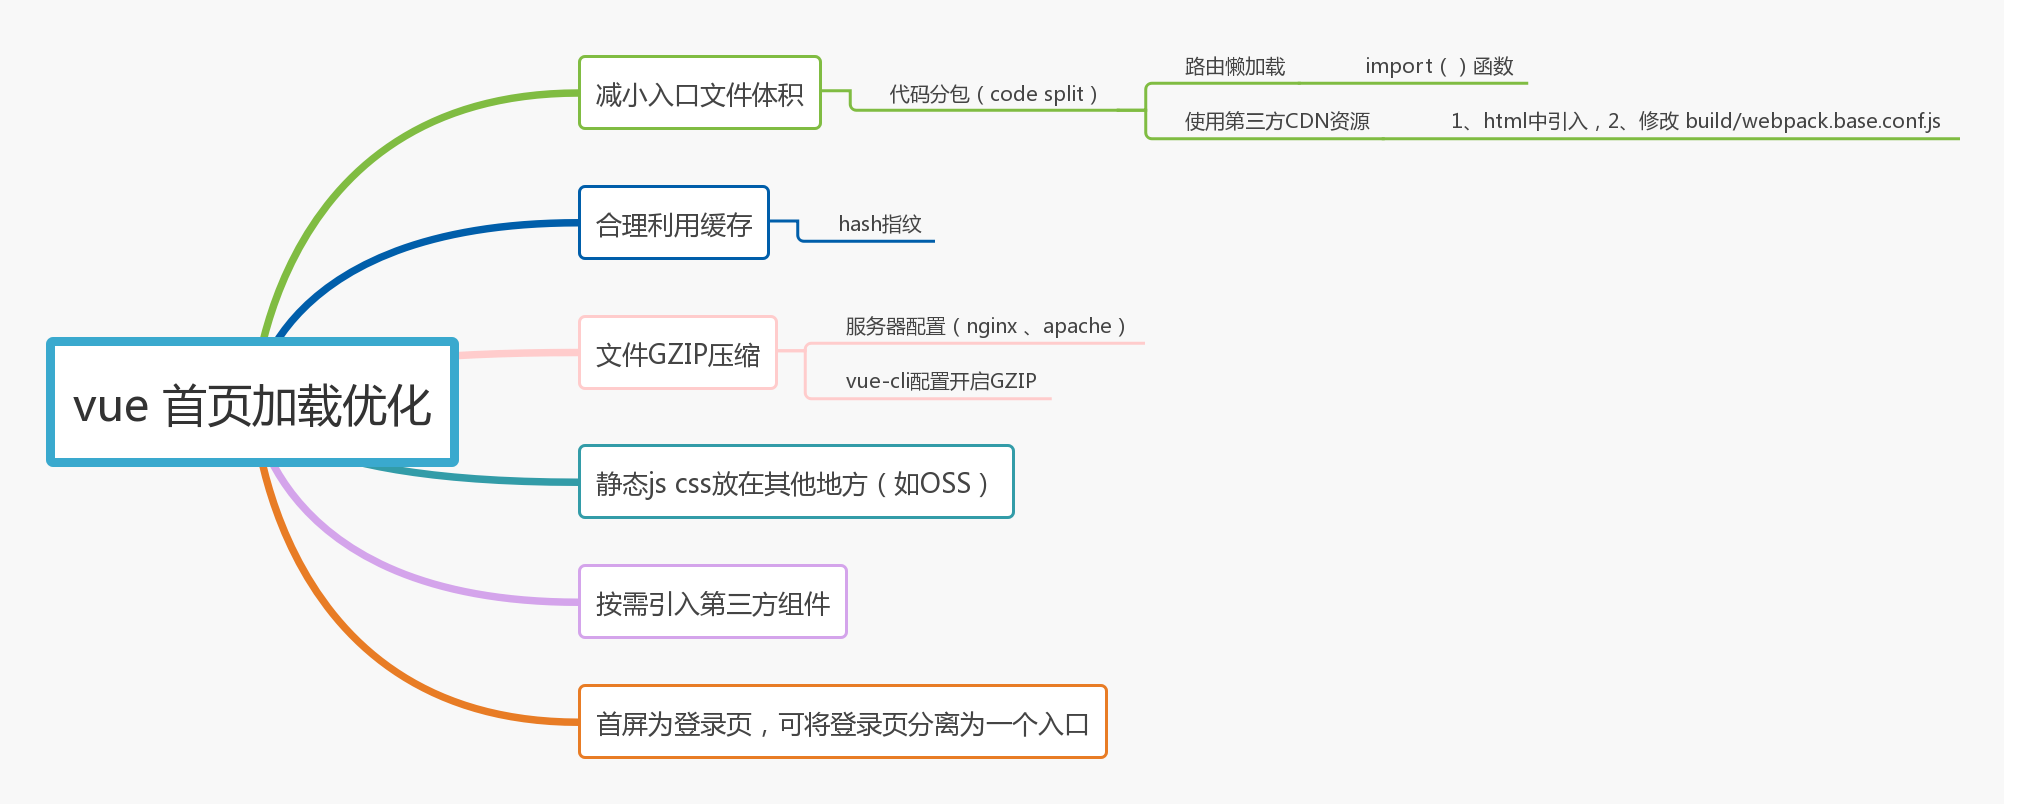 vue 首页加载优化
减小入口文件体积
代码分包（code split）
路由懒加载
import（ ）函数
使用第三方CDN资源
1、html中引入，2、修改 build/webpack.base.conf.js
合理利用缓存
hash指纹
文件GZIP压缩
服务器配置（nginx 、apache）
vue-cli配置开启GZIP
静态js css放在其他地方（如OSS）
按需引入第三方组件
首屏为登录页，可将登录页分离为一个入口